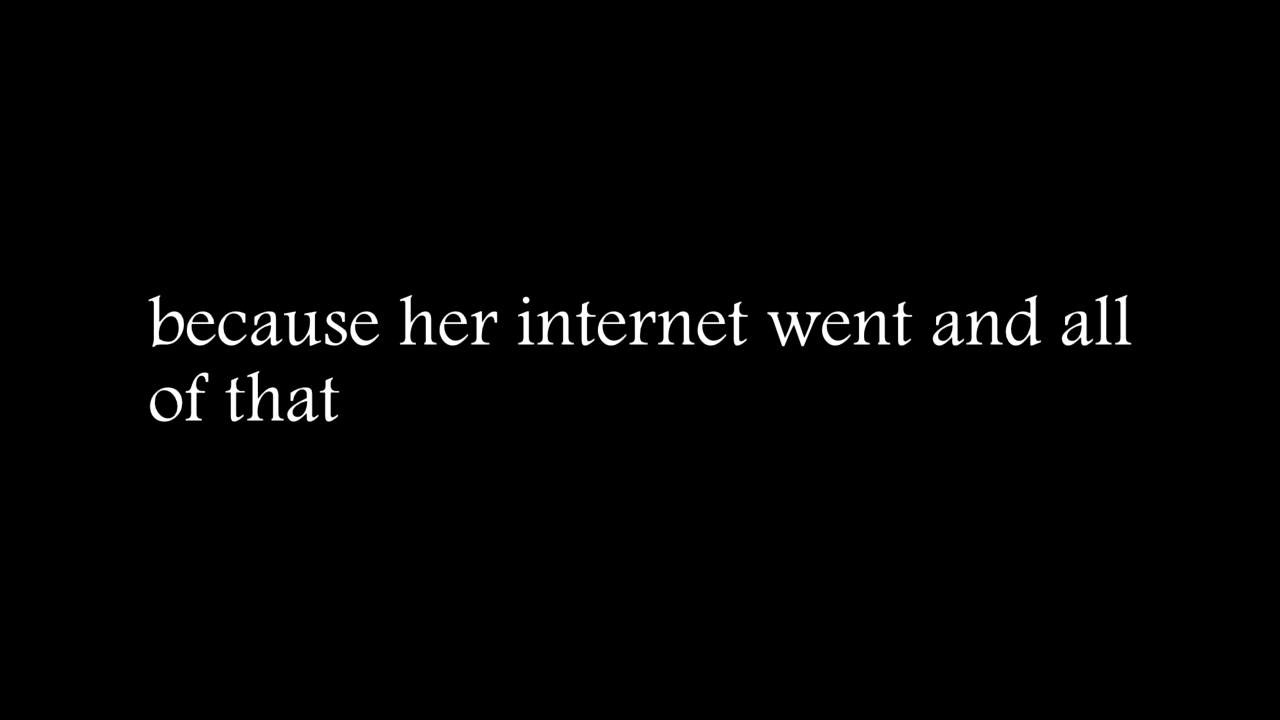 because her internet went and all
of that